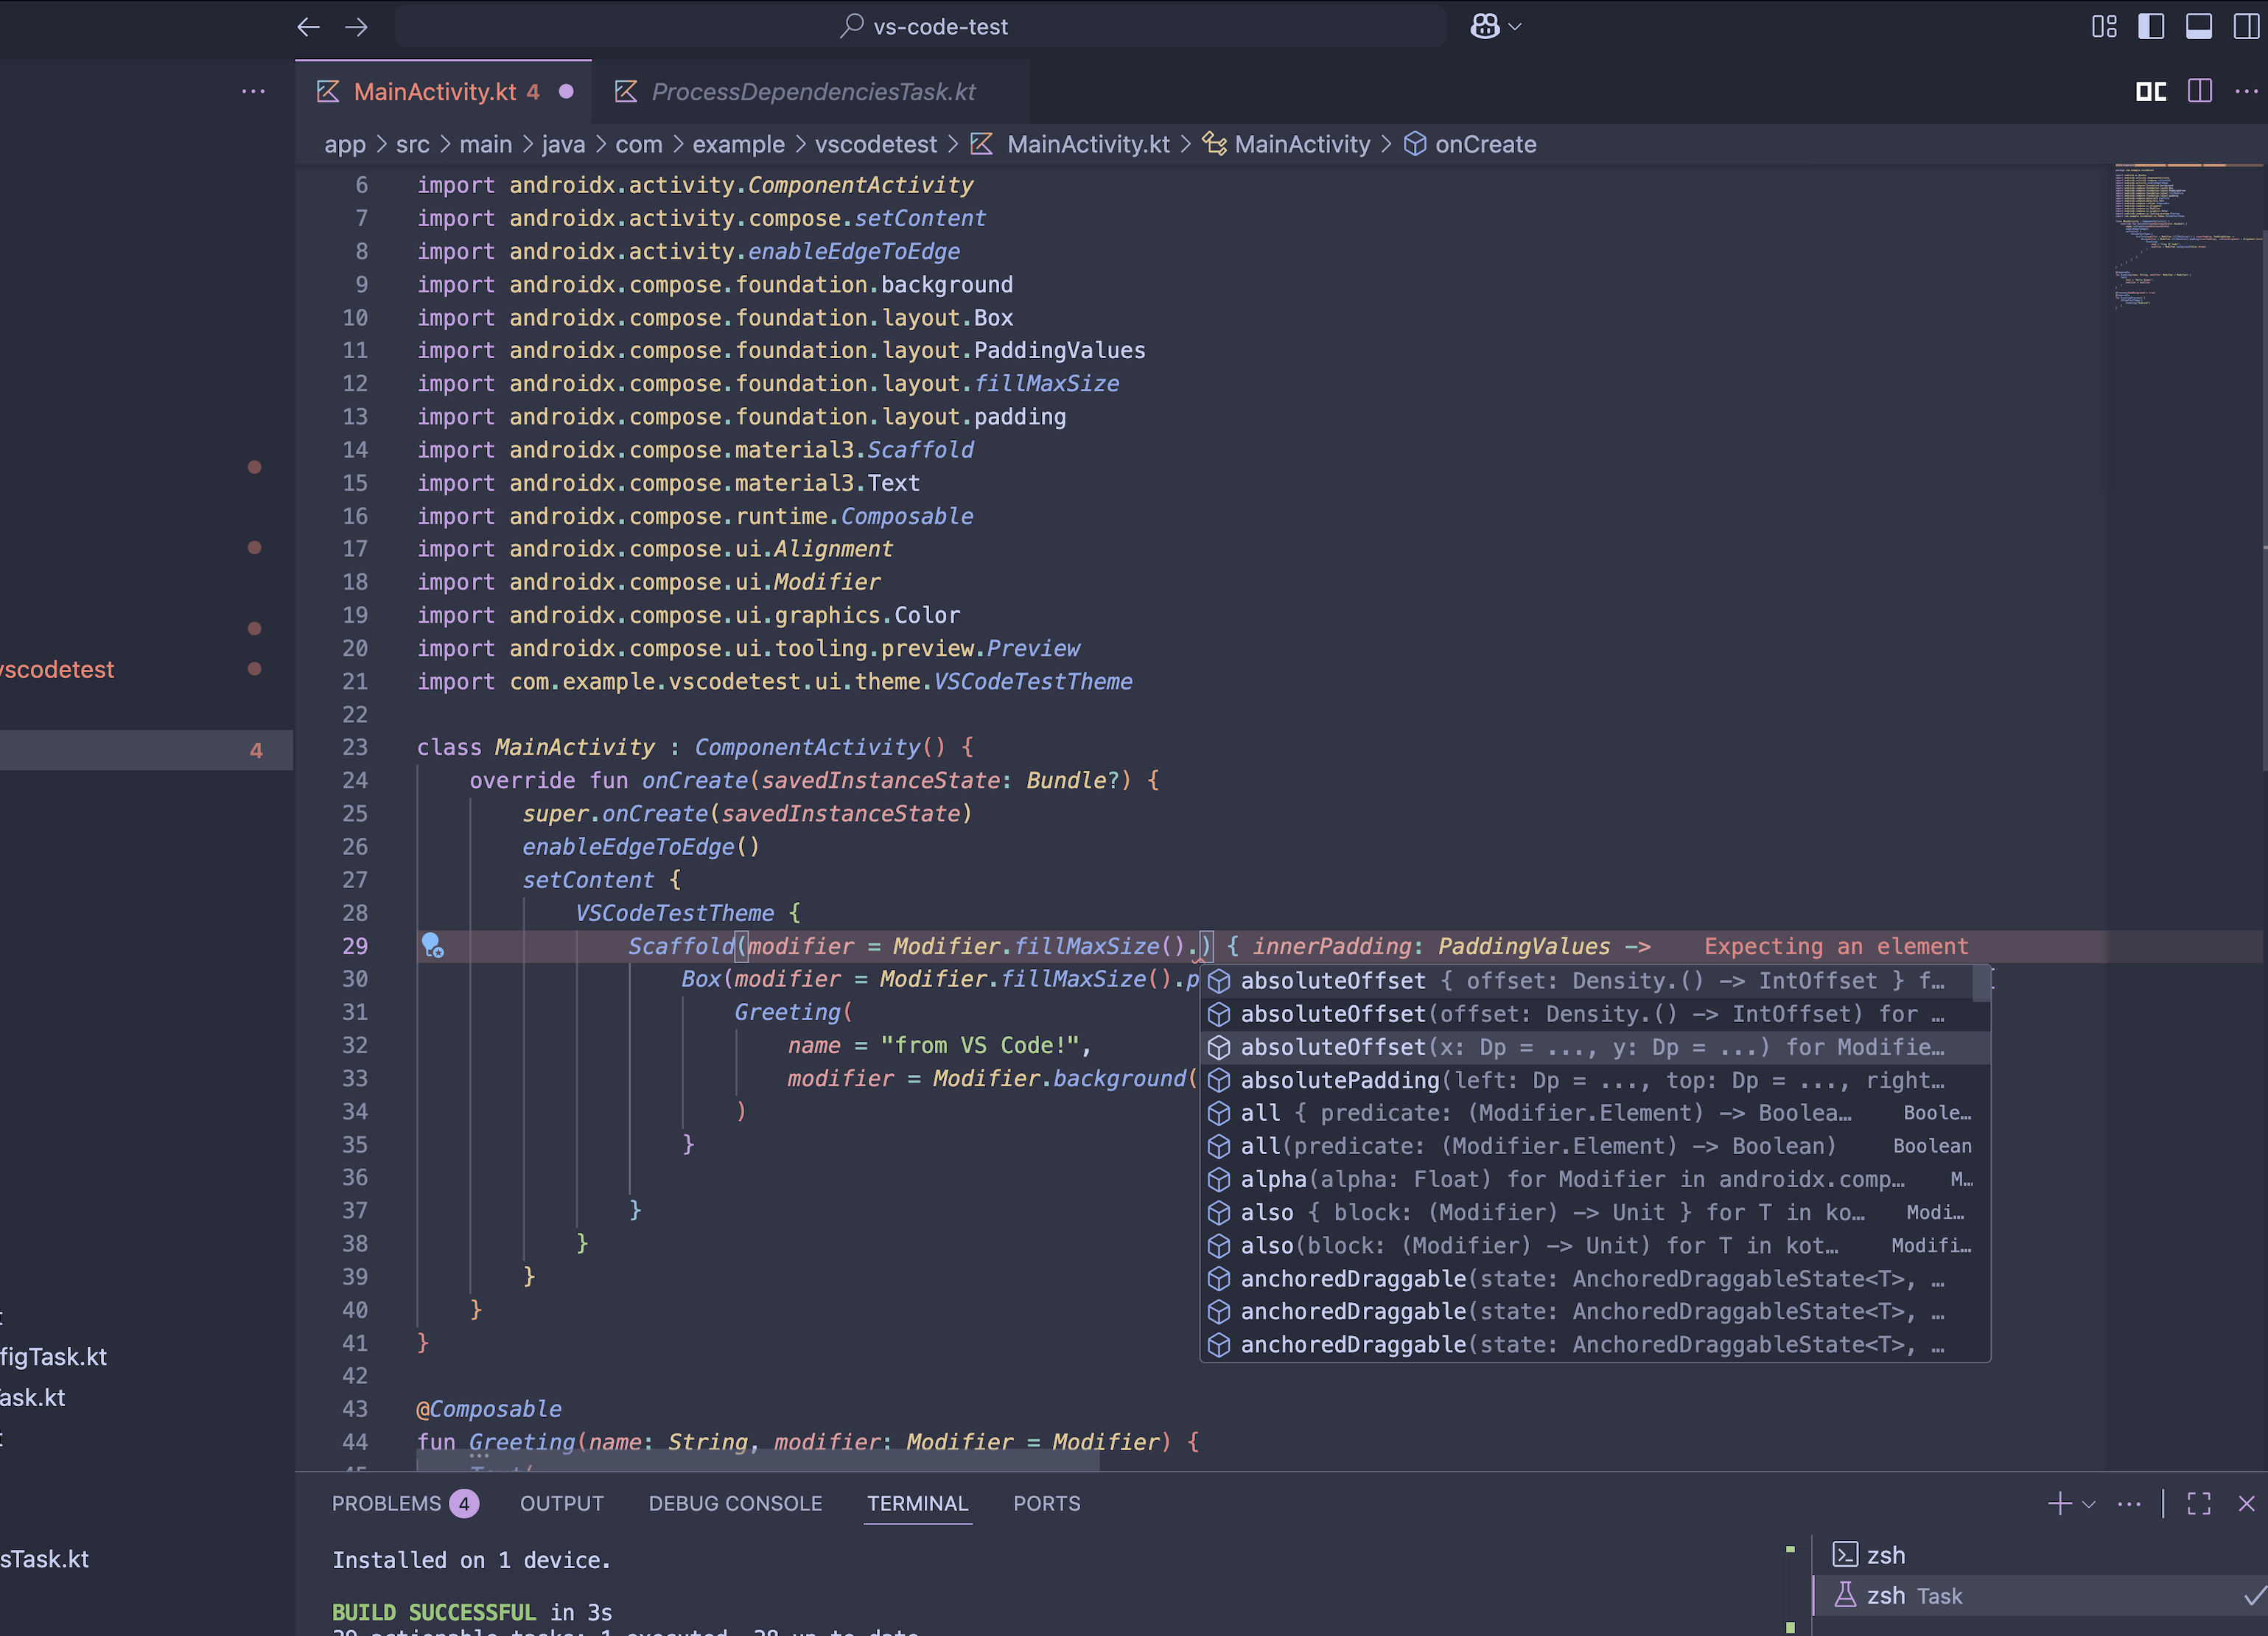 vs-code-test
MainActivity.kt 4
ProcessDependenciesTask.kt
app > src > main > java > com > example > vscodetest > MainActivity.kt > MainActivity > onCreate
vscodetest
4
figTask.kt
Task.kt
sTask.kt
6 import androidx.activity.ComponentActivity
7 import androidx.activity.compose.setContent
8 import androidx.activity.enableEdgeToEdge
9 import androidx.compose.foundation.background
10 import androidx.compose.foundation.layout.Box
11 import androidx.compose.foundation.layout.PaddingValues
12 import androidx.compose.foundation.layout.fillMaxSize
13 import androidx.compose.foundation.layout.padding
14 import androidx.compose.material3.Scaffold
15 import androidx.compose.material3.Text
16 import androidx.compose.runtime.Composable
17 import androidx.compose.ui.Alignment
18 import androidx.compose.ui.Modifier
19 import androidx.compose.ui.graphics.Color
20 import androidx.compose.ui.tooling.preview.Preview
21 import com.example.vscodetest.ui.theme.VSCodeTestTheme
22
23 class MainActivity : ComponentActivity() {
24 override fun onCreate(savedInstanceState: Bundle?) {
25 super.onCreate(savedInstanceState)
26 enableEdgeToEdge()
27 setContent {
28 VSCodeTestTheme {
29 Scaffold(modifier = Modifier.fillMaxSize().) { innerPadding: PaddingValues -> Expecting an element
30 Box(modifier = Modifier.fillMaxSize().p
31 Greeting(
32 name = "from VS Code!",
33 modifier = Modifier.background(
34 )
35 }
36
37 }
38 }
39 }
40 }
41 }
42
43 @Composable
44 fun Greeting(name: String, modifier: Modifier = Modifier) {
absoluteOffset { offset: Density.() -> IntOffset } f…
absoluteOffset(offset: Density.() -> IntOffset) for …
absoluteOffset(x: Dp = ..., y: Dp = ...) for Modifie…
absolutePadding(left: Dp = ..., top: Dp = ..., right…
all { predicate: (Modifier.Element) -> Boolea… Boole…
all(predicate: (Modifier.Element) -> Boolean) Boolean
alpha(alpha: Float) for Modifier in androidx.comp… M…
also { block: (Modifier) -> Unit } for T in ko… Modi…
also(block: (Modifier) -> Unit) for T in kot… Modifi…
anchoredDraggable(state: AnchoredDraggableState<T>, …
anchoredDraggable(state: AnchoredDraggableState<T>, …
anchoredDraggable(state: AnchoredDraggableState<T>, …
PROBLEMS 4 OUTPUT DEBUG CONSOLE TERMINAL PORTS
Installed on 1 device.
BUILD SUCCESSFUL in 3s
zsh
zsh Task